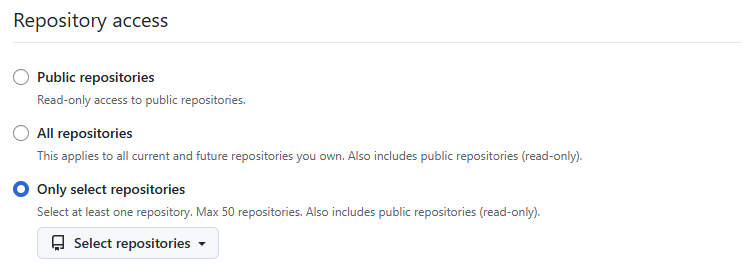 Repository access
Public repositories
Read-only access to public repositories.
All repositories
This applies to all current and future repositories you own. Also includes public repositories (read-only).
Only select repositories
Select at least one repository. Max 50 repositories. Also includes public repositories (read-only).
Select repositories